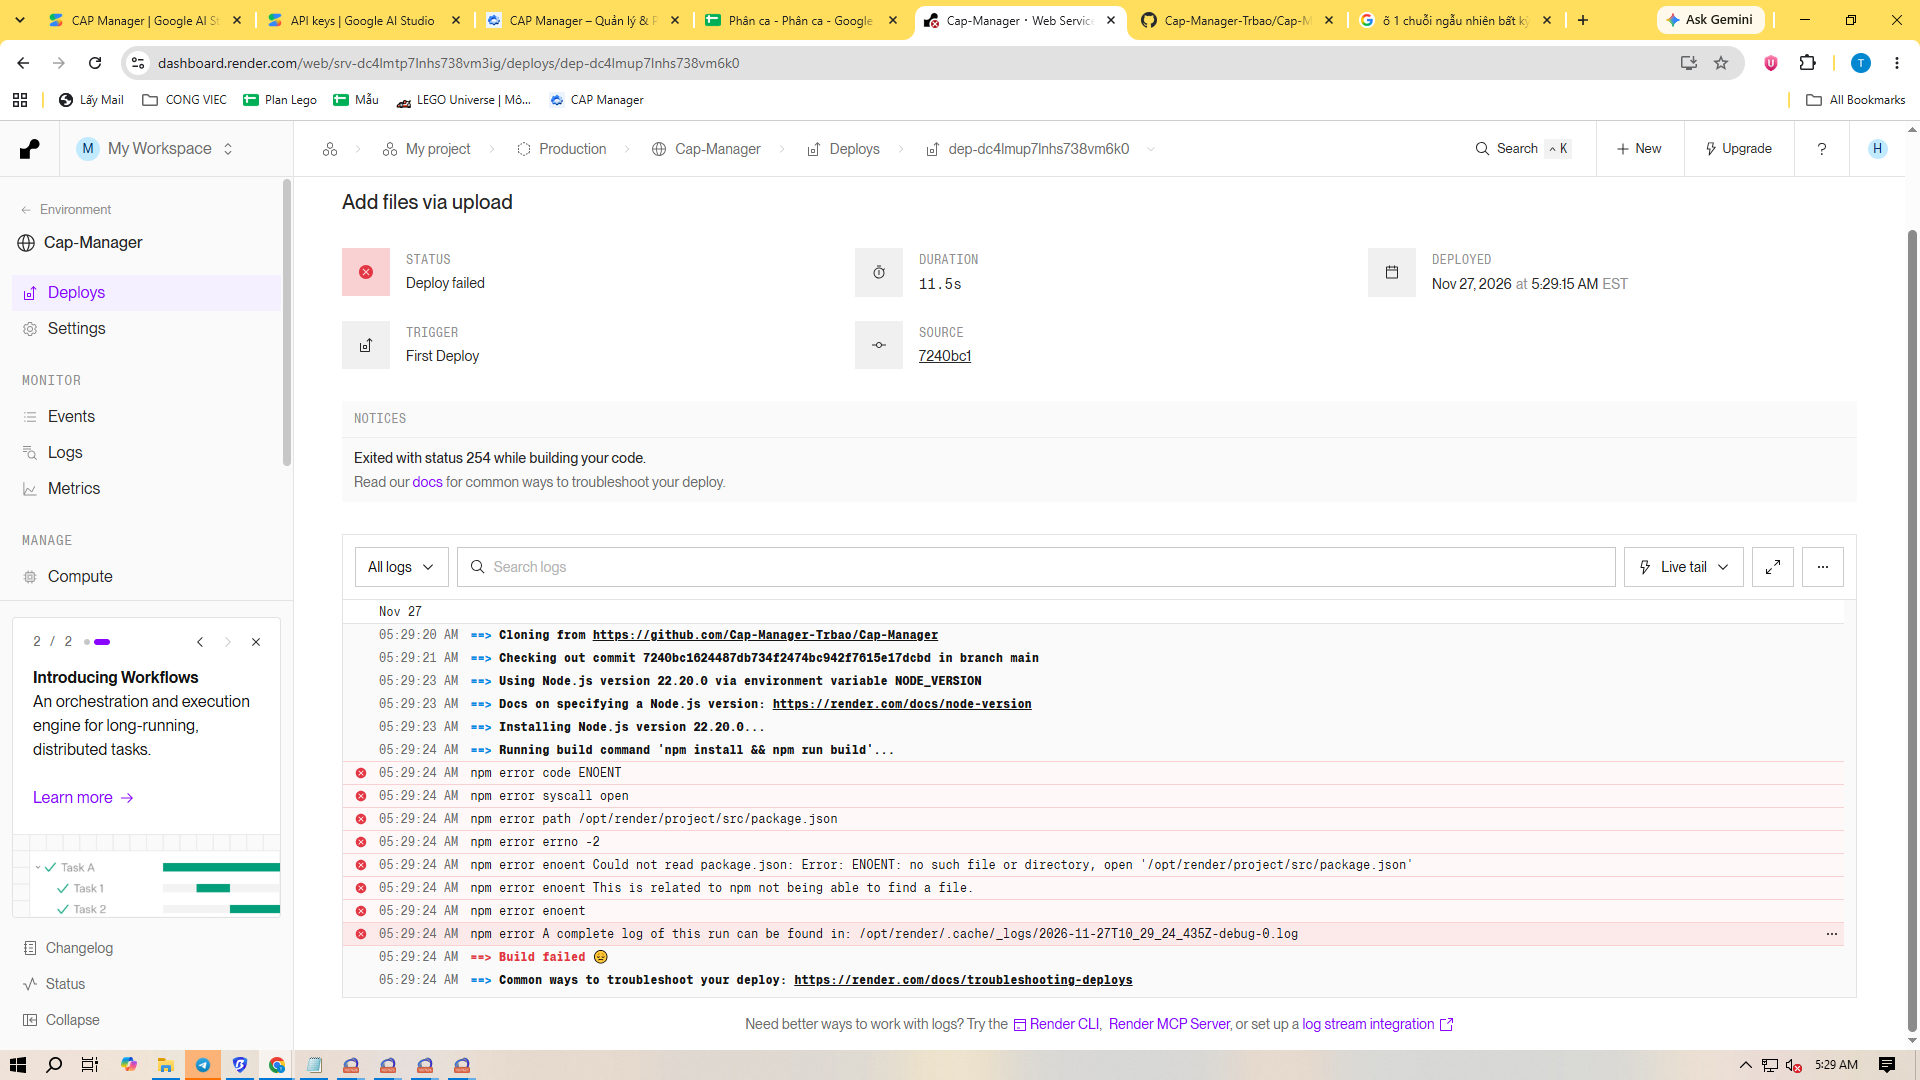 CAP Manager | Google AI St
API keys | Google AI Studio
CAP Manager – Quản lý & P
Phân ca - Phân ca - Google
Cap-Manager · Web Service
Cap-Manager-Trbao/Cap-M
õ 1 chuỗi ngẫu nhiên bất kỳ
Ask Gemini
dashboard.render.com/web/srv-dc4lmtp7lnhs738vm3ig/deploys/dep-dc4lmup7lnhs738vm6k0
T
Lấy Mail
CONG VIEC
Plan Lego
Mẫu
LEGO Universe | Mô...
CAP Manager
All Bookmarks
M My Workspace
My project
Production
Cap-Manager
Deploys
dep-dc4lmup7lnhs738vm6k0
Search ^ K
+ New
Upgrade
?
H
← Environment
Cap-Manager
Deploys
Settings
MONITOR
Events
Logs
Metrics
MANAGE
Compute
2 / 2
Introducing Workflows
An orchestration and execution
engine for long-running,
distributed tasks.
Learn more →
Task A
Task 1
Task 2
Changelog
Status
Collapse
Add files via upload
STATUS
Deploy failed
DURATION
11.5s
DEPLOYED
Nov 27, 2026 at 5:29:15 AM EST
TRIGGER
First Deploy
SOURCE
7240bc1
NOTICES
Exited with status 254 while building your code.
Read our docs for common ways to troubleshoot your deploy.
All logs
Search logs
Live tail
Nov 27
05:29:20 AM ==> Cloning from https://github.com/Cap-Manager-Trbao/Cap-Manager
05:29:21 AM ==> Checking out commit 7240bc1624487db734f2474bc942f7615e17dcbd in branch main
05:29:23 AM ==> Using Node.js version 22.20.0 via environment variable NODE_VERSION
05:29:23 AM ==> Docs on specifying a Node.js version: https://render.com/docs/node-version
05:29:23 AM ==> Installing Node.js version 22.20.0...
05:29:24 AM ==> Running build command 'npm install && npm run build'...
05:29:24 AM npm error code ENOENT
05:29:24 AM npm error syscall open
05:29:24 AM npm error path /opt/render/project/src/package.json
05:29:24 AM npm error errno -2
05:29:24 AM npm error enoent Could not read package.json: Error: ENOENT: no such file or directory, open '/opt/render/project/src/package.json'
05:29:24 AM npm error enoent This is related to npm not being able to find a file.
05:29:24 AM npm error enoent
05:29:24 AM npm error A complete log of this run can be found in: /opt/render/.cache/_logs/2026-11-27T10_29_24_435Z-debug-0.log
05:29:24 AM ==> Build failed 😖
05:29:24 AM ==> Common ways to troubleshoot your deploy: https://render.com/docs/troubleshooting-deploys
Need better ways to work with logs? Try the Render CLI, Render MCP Server, or set up a log stream integration
5:29 AM